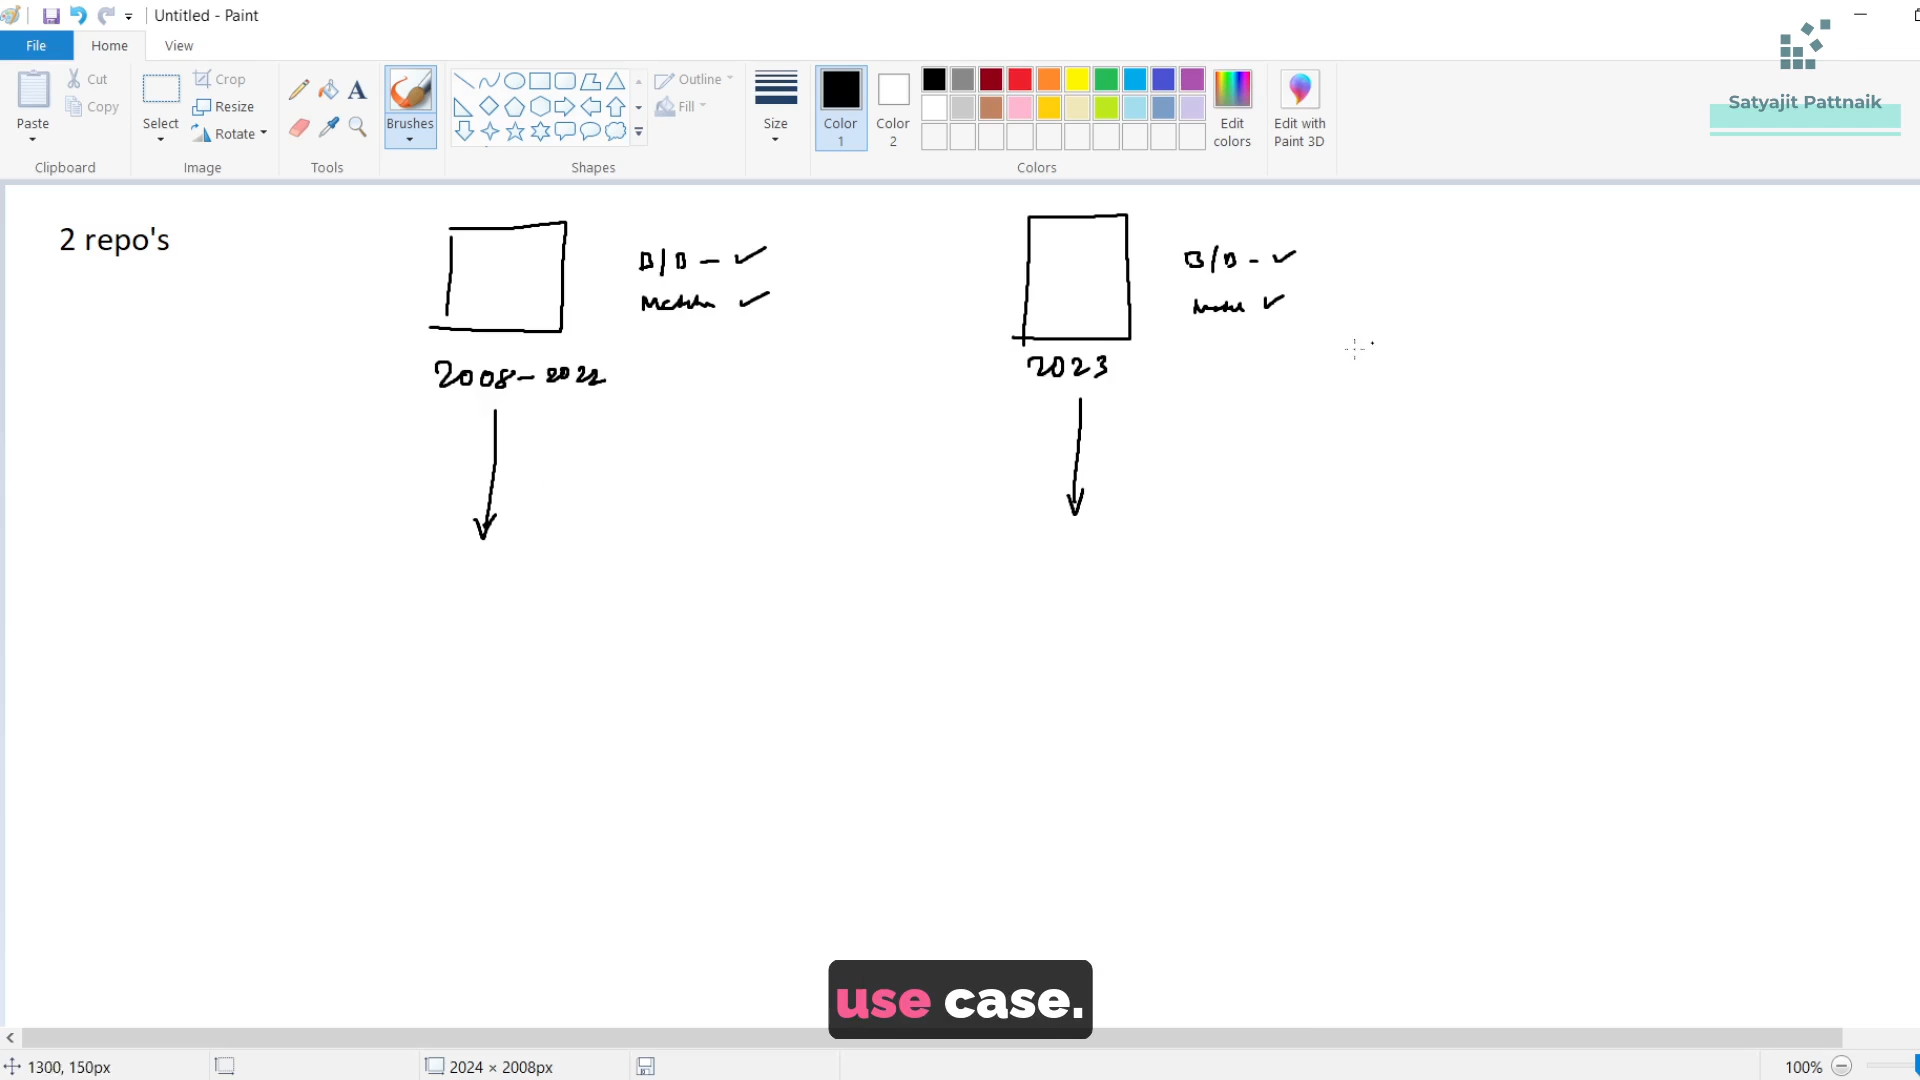 Untitled - Paint
File
Home
View
Paste
Cut
Copy
Clipboard
Select
Crop
Resize
Rotate
Image
A
Tools
Brushes
Outline
Fill
Shapes
Size
Color
1
Color
2
Edit
colors
Edit with
Paint 3D
Colors
Satyajit Pattnaik
2 repo's
B/B -
B/B -
2008-2022
2023
use case.
1300, 150px
2024 × 2008px
100%